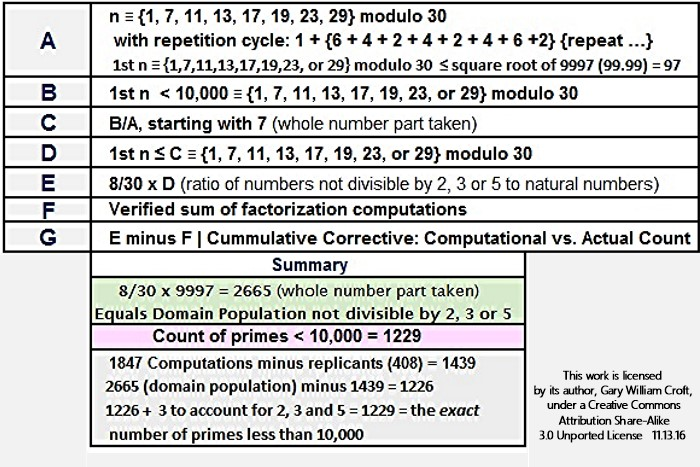 A
n ≡ {1, 7, 11, 13, 17, 19, 23, 29} modulo 30
with repetition cycle: 1 + {6 + 4 + 2 + 4 + 2 + 4 + 6 +2} {repeat ...}
1st n ≡ {1,7,11,13,17,19,23, or 29} modulo 30 ≤ square root of 9997 (99.99) = 97
B
1st n < 10,000 ≡ {1, 7, 11, 13, 17, 19, 23, or 29} modulo 30
C
B/A, starting with 7 (whole number part taken)
D
1st n ≤ C ≡ {1, 7, 11, 13, 17, 19, 23, or 29} modulo 30
E
8/30 x D (ratio of numbers not divisible by 2, 3 or 5 to natural numbers)
F
Verified sum of factorization computations
G
E minus F | Cummulative Corrective: Computational vs. Actual Count
Summary
8/30 x 9997 = 2665 (whole number part taken)
Equals Domain Population not divisible by 2, 3 or 5
Count of primes < 10,000 = 1229
1847 Computations minus replicants (408) = 1439
2665 (domain population) minus 1439 = 1226
1226 + 3 to account for 2, 3 and 5 = 1229 = the exact
number of primes less than 10,000
This work is licensed
by its author, Gary William Croft,
under a Creative Commons
Attribution Share-Alike
3.0 Unported License 11.13.16